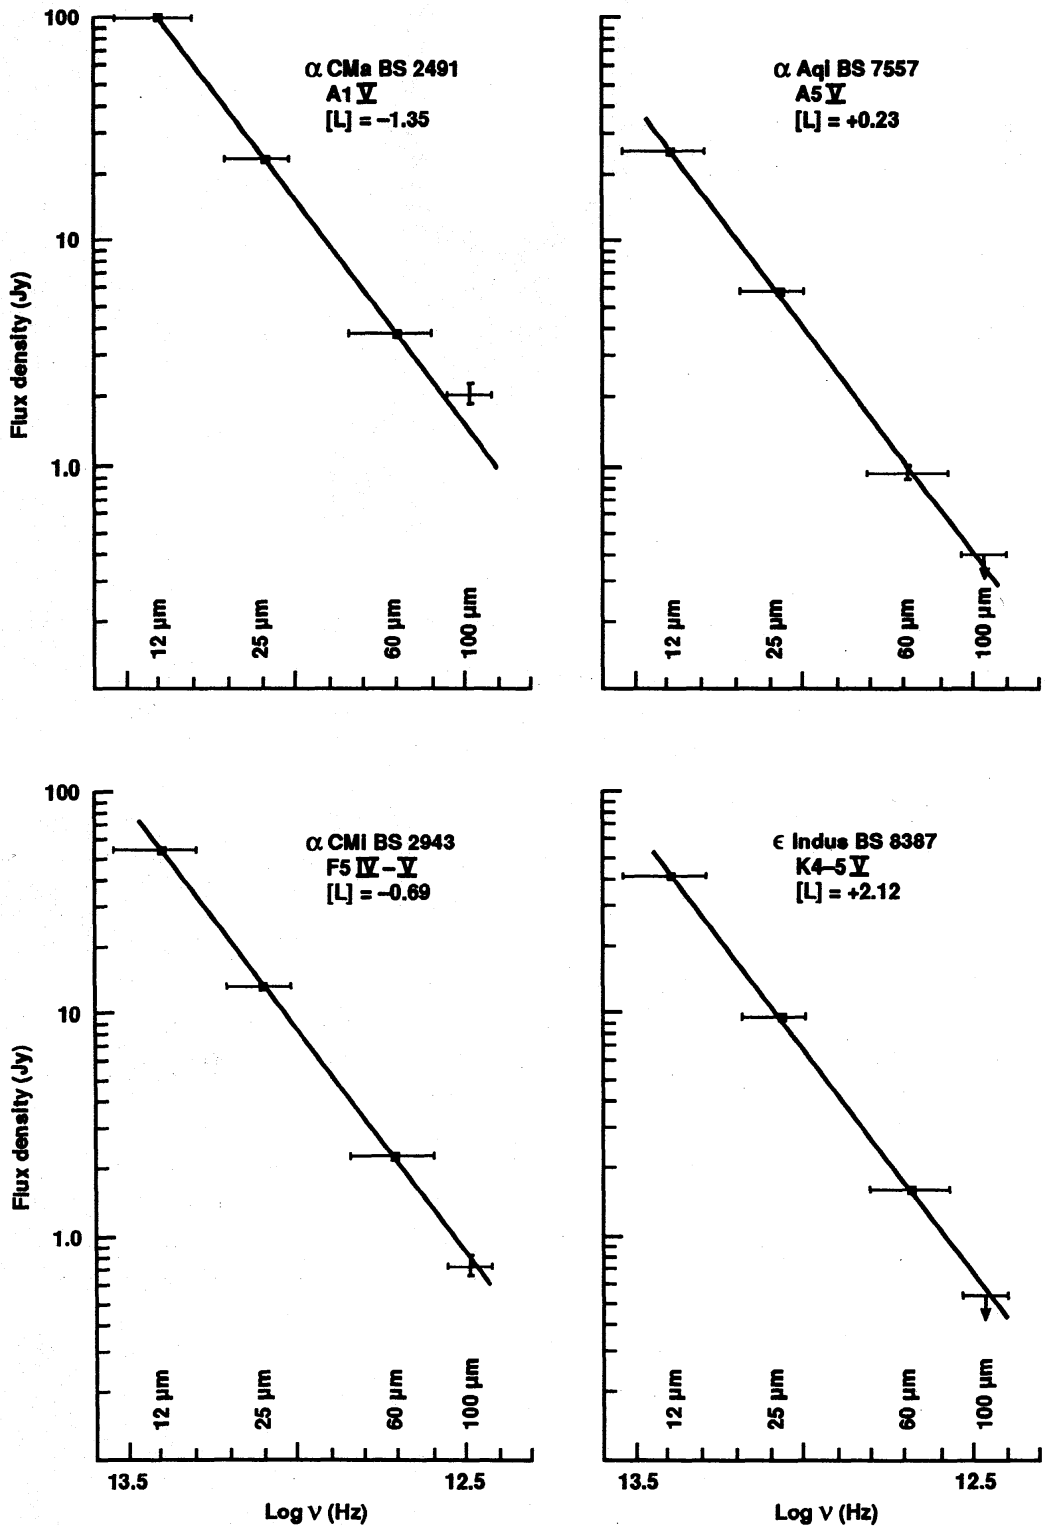 100
10
1.0
Flux density (Jy)
α CMa BS 2491
A1 V
[L] = –1.35
12 µm
25 µm
60 µm
100 µm
α Aql BS 7557
A5 V
[L] = +0.23
12 µm
25 µm
60 µm
100 µm
100
10
1.0
Flux density (Jy)
α CMi BS 2943
F5 IV – V
[L] = –0.69
12 µm
25 µm
60 µm
100 µm
13.5
12.5
Log ν (Hz)
ϵ Indus BS 8387
K4–5 V
[L] = +2.12
12 µm
25 µm
60 µm
100 µm
13.5
12.5
Log ν (Hz)